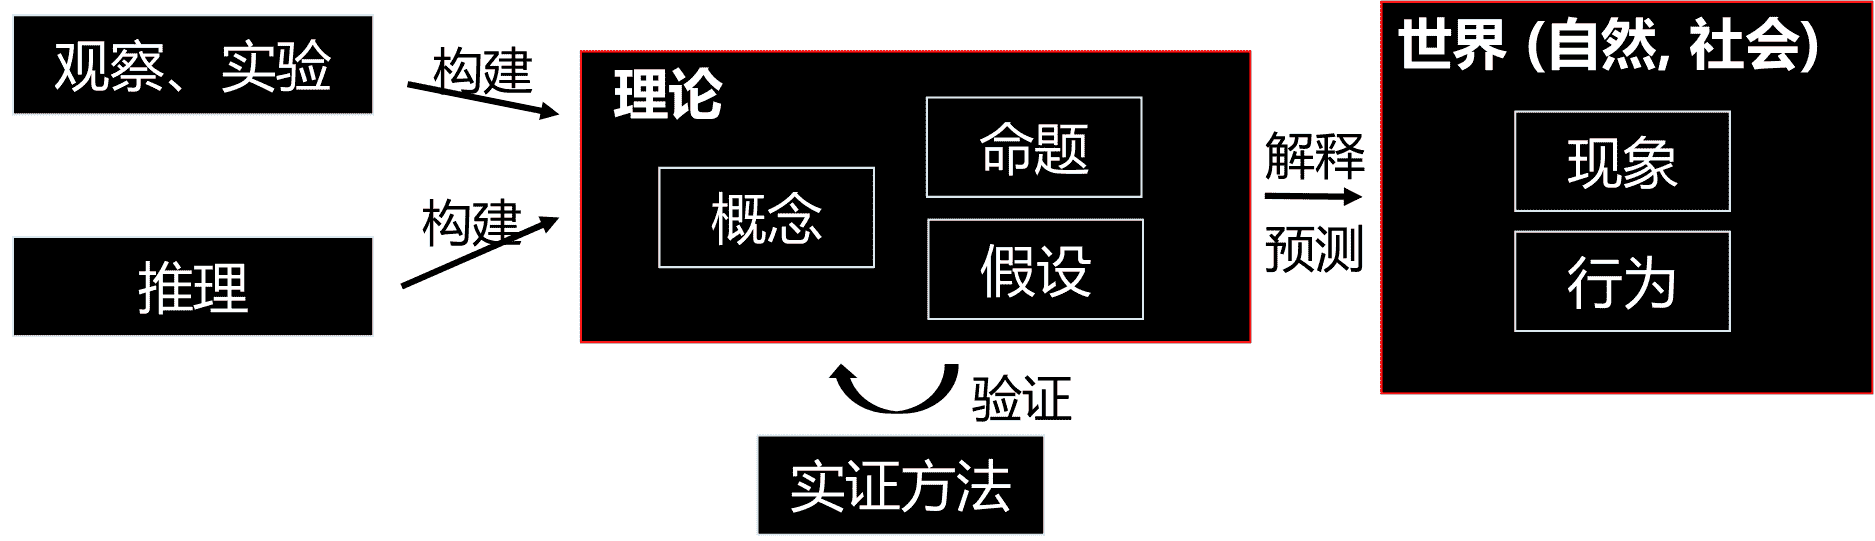 观察、实验
构建
推理
构建
理论
概念
命题
假设
验证
实证方法
解释
预测
世界 (自然, 社会)
现象
行为